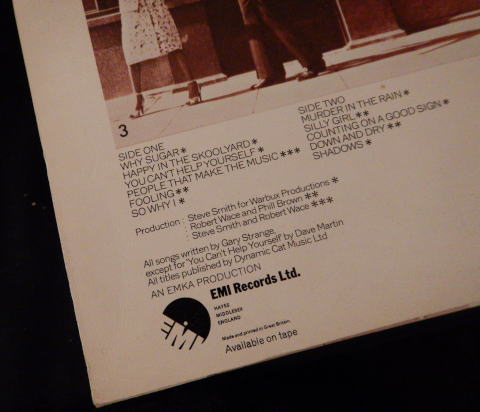 3
SIDE ONE
WHY SUGAR*
HAPPY IN THE SKOOLYARD*
YOU CAN'T HELP YOURSELF*
PEOPLE THAT MAKE THE MUSIC***
FOOLING**
SO WHY I*
SIDE TWO
MURDER IN THE RAIN*
SILLY GIRL**
COUNTING ON A GOOD SIGN*
DOWN AND DRY**
SHADOWS*
Production : Steve Smith for Warbux Productions *
: Robert Wace and Phill Brown **
: Steve Smith and Robert Wace ***
All songs written by Gary Strange,
except for 'You Can't Help Yourself' by Dave Martin
All titles published by Dynamic Cat Music Ltd
AN EMKA PRODUCTION
EMI Records Ltd.
HAYES
MIDDLESEX
ENGLAND
EMI
Made and printed in Great Britain.
Available on tape